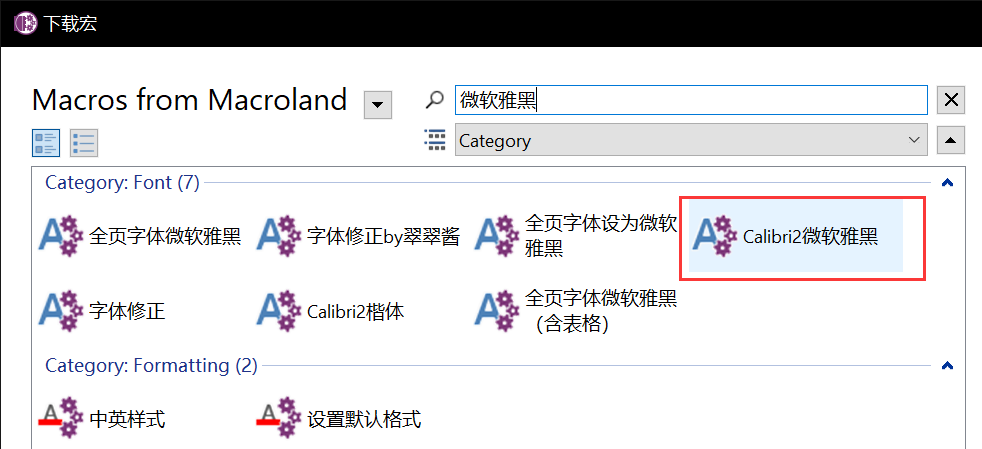 下载宏
Macros from Macroland
微软雅黑
Category
Category: Font (7)
全页字体微软雅黑
字体修正by翠翠酱
全页字体设为微软
雅黑
Calibri2微软雅黑
字体修正
Calibri2楷体
全页字体微软雅黑
（含表格）
Category: Formatting (2)
中英样式
设置默认格式